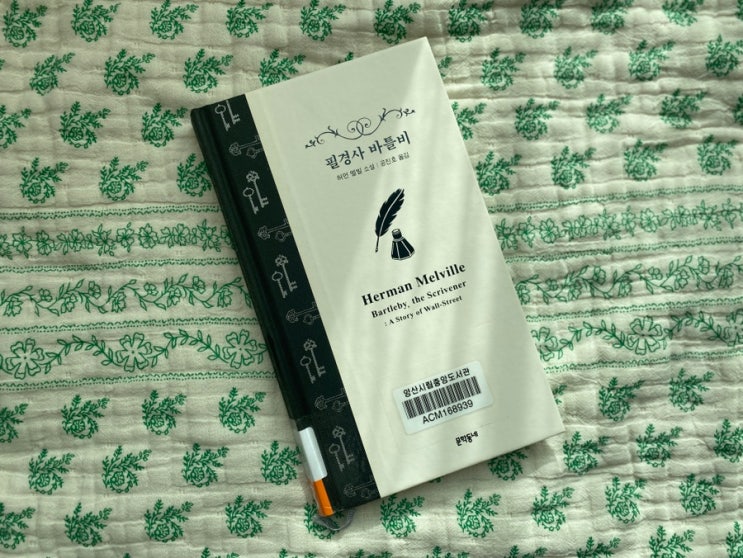 필경사 바틀비
허먼 멜빌 소설 : 공진호 옮김
Herman Melville
Bartleby, the Scrivener
: A Story of Wall-Street
양산시립중앙도서관
ACM168939
문학동네